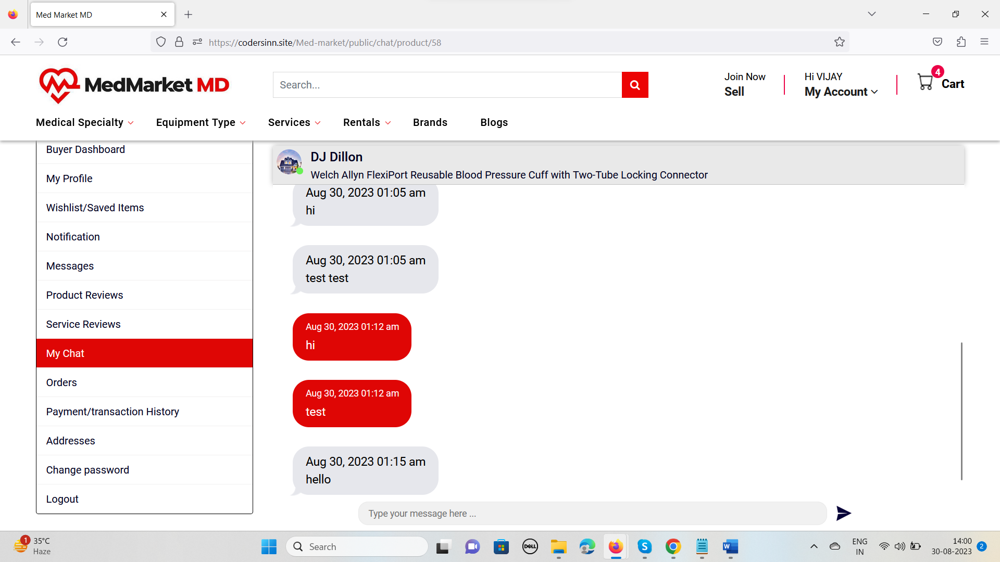 Med Market MD
https://codersinn.site/Med-market/public/chat/product/58
MedMarket MD
Search...
Join Now
Sell
Hi VIJAY
My Account
4
Cart
Medical Specialty
Equipment Type
Services
Rentals
Brands
Blogs
Buyer Dashboard
My Profile
Wishlist/Saved Items
Notification
Messages
Product Reviews
Service Reviews
My Chat
Orders
Payment/transaction History
Addresses
Change password
Logout
DJ Dillon
Welch Allyn FlexiPort Reusable Blood Pressure Cuff with Two-Tube Locking Connector
Aug 30, 2023 01:05 am
hi
Aug 30, 2023 01:05 am
test test
Aug 30, 2023 01:12 am
hi
Aug 30, 2023 01:12 am
test
Aug 30, 2023 01:15 am
hello
Type your message here ...
1
35°C
Haze
Search
DELL
S
W
ENG
IN
14:00
30-08-2023
2